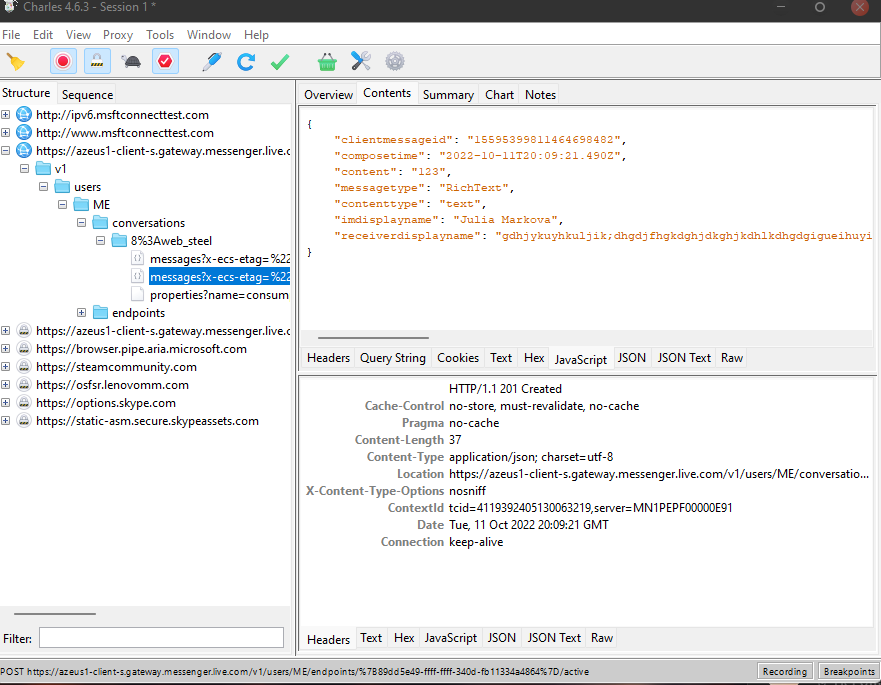 Charles 4.6.3 - Session 1 *
File Edit View Proxy Tools Window Help
Structure Sequence
http://ipv6.msftconnecttest.com
http://www.msftconnecttest.com
https://azeus1-client-s.gateway.messenger.live.c
v1
users
ME
conversations
8%3Aweb_steel
messages?x-ecs-etag=%22
messages?x-ecs-etag=%22
properties?name=consum
endpoints
https://azeus1-client-s.gateway.messenger.live.c
https://browser.pipe.aria.microsoft.com
https://steamcommunity.com
https://osfsr.lenovomm.com
https://options.skype.com
https://static-asm.secure.skypeassets.com
Filter:
Overview Contents Summary Chart Notes
{
"clientmessageid": "15595399811464698482",
"composetime": "2022-10-11T20:09:21.490Z",
"content": "123",
"messagetype": "RichText",
"contenttype": "text",
"imdisplayname": "Julia Markova",
"receiverdisplayname": "gdhjykuyhkuljik;dhgdjfhgkdghjdkghjkdhlkdhgdgigueihuyi
}
Headers Query String Cookies Text Hex JavaScript JSON JSON Text Raw
HTTP/1.1 201 Created
Cache-Control no-store, must-revalidate, no-cache
Pragma no-cache
Content-Length 37
Content-Type application/json; charset=utf-8
Location https://azeus1-client-s.gateway.messenger.live.com/v1/users/ME/conversatio...
X-Content-Type-Options nosniff
ContextId tcid=4119392405130063219,server=MN1PEPF00000E91
Date Tue, 11 Oct 2022 20:09:21 GMT
Connection keep-alive
Headers Text Hex JavaScript JSON JSON Text Raw
POST https://azeus1-client-s.gateway.messenger.live.com/v1/users/ME/endpoints/%7B89dd5e49-ffff-ffff-340d-fb11334a4864%7D/active
Recording Breakpoints